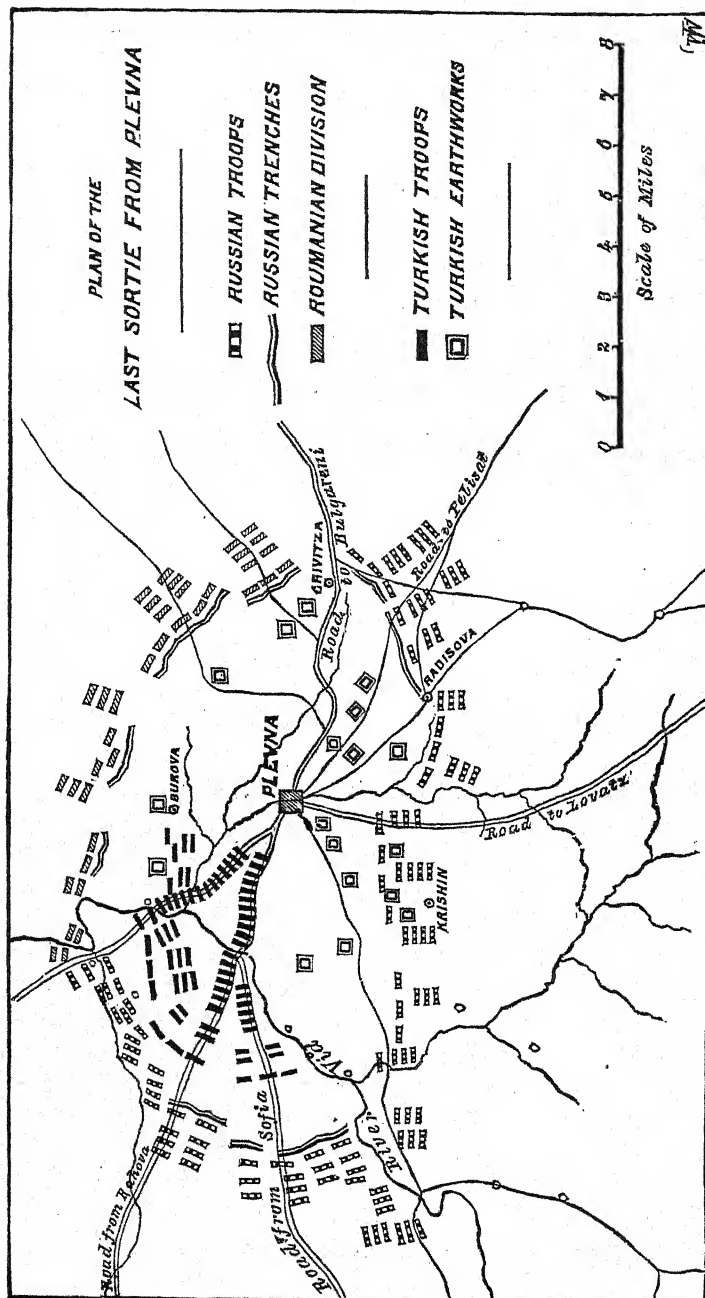 PLAN OF THE
LAST SORTIE FROM PLEVNA
RUSSIAN TROOPS
RUSSIAN TRENCHES
ROUMANIAN DIVISION
TURKISH TROOPS
TURKISH EARTHWORKS
0 1 2 3 4 5 6 7 8
Scale of Miles
BUKOVA
PLEVNA
GRIVITZA
Road to Bulgareni
Road to Pelisat
RADISOVA
Road to Lovatz
KRISHIN
River Vid
Road from Rahova
Road from Sofia